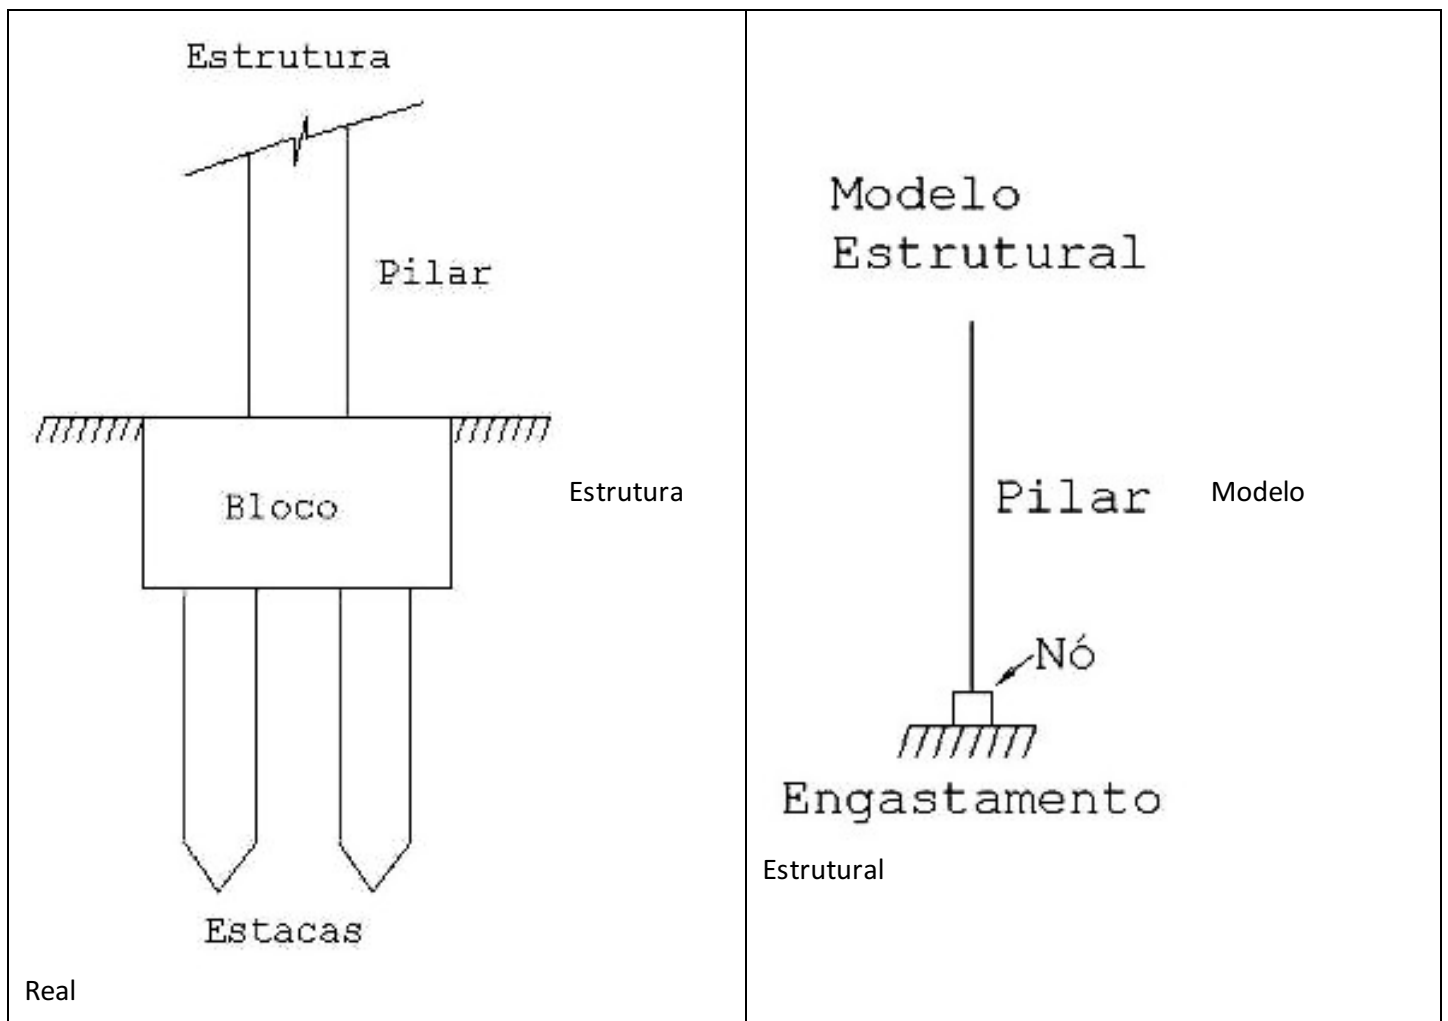 Estrutura
Pilar
Bloco
Estrutura
Estacas
Real
Modelo
Estrutural
Pilar
Modelo
Nó
Engastamento
Estrutural